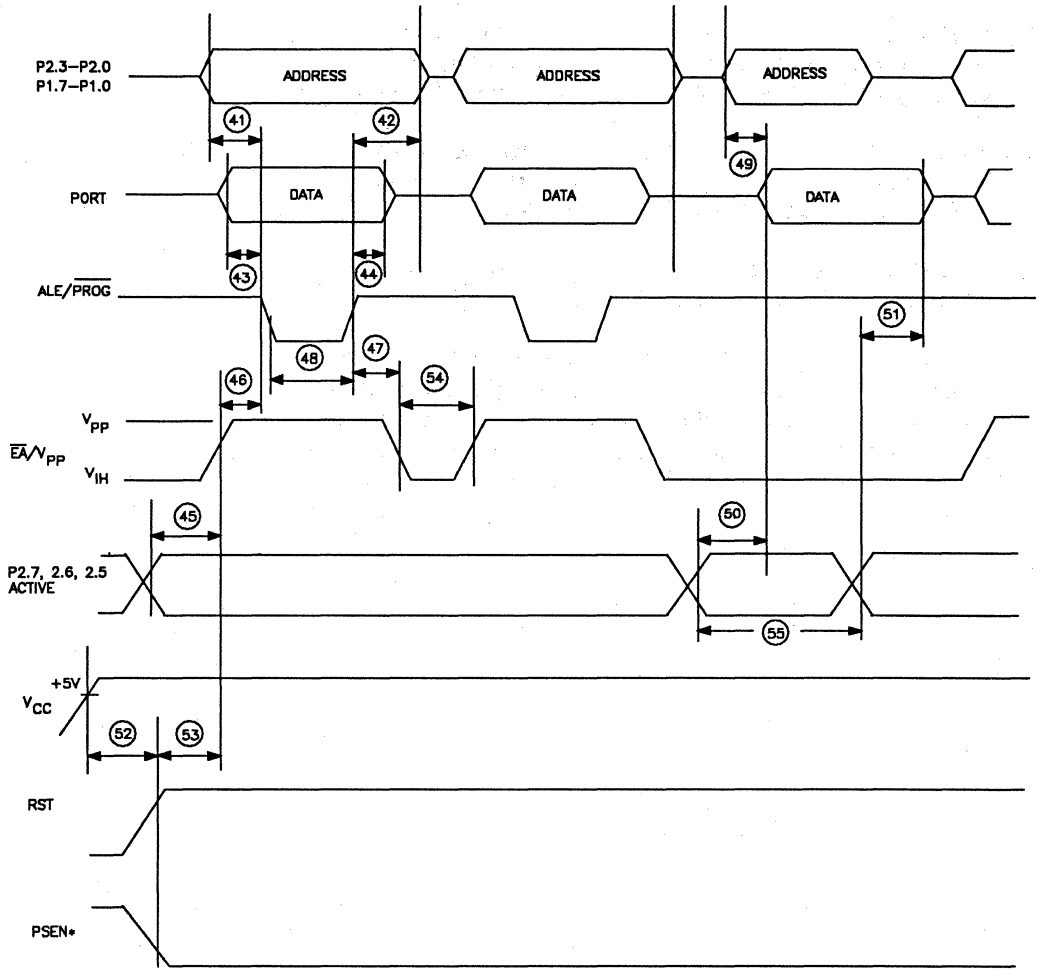 P2.3–P2.0
P1.7–P1.0
ADDRESS
ADDRESS
ADDRESS
41
42
49
PORT
DATA
DATA
DATA
43
44
ALE/PROG
51
48
47
46
54
VPP
EA/VPP
VIH
45
50
P2.7, 2.6, 2.5
ACTIVE
55
+5V
VCC
52
53
RST
PSEN*